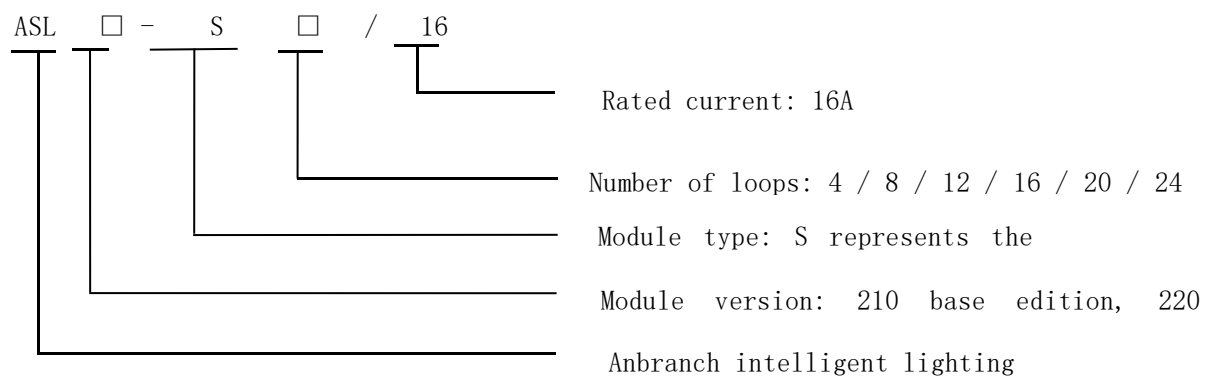 ASL □ - S □ / 16
Rated current: 16A
Number of loops: 4 / 8 / 12 / 16 / 20 / 24
Module type: S represents the
Module version: 210 base edition, 220
Anbranch intelligent lighting